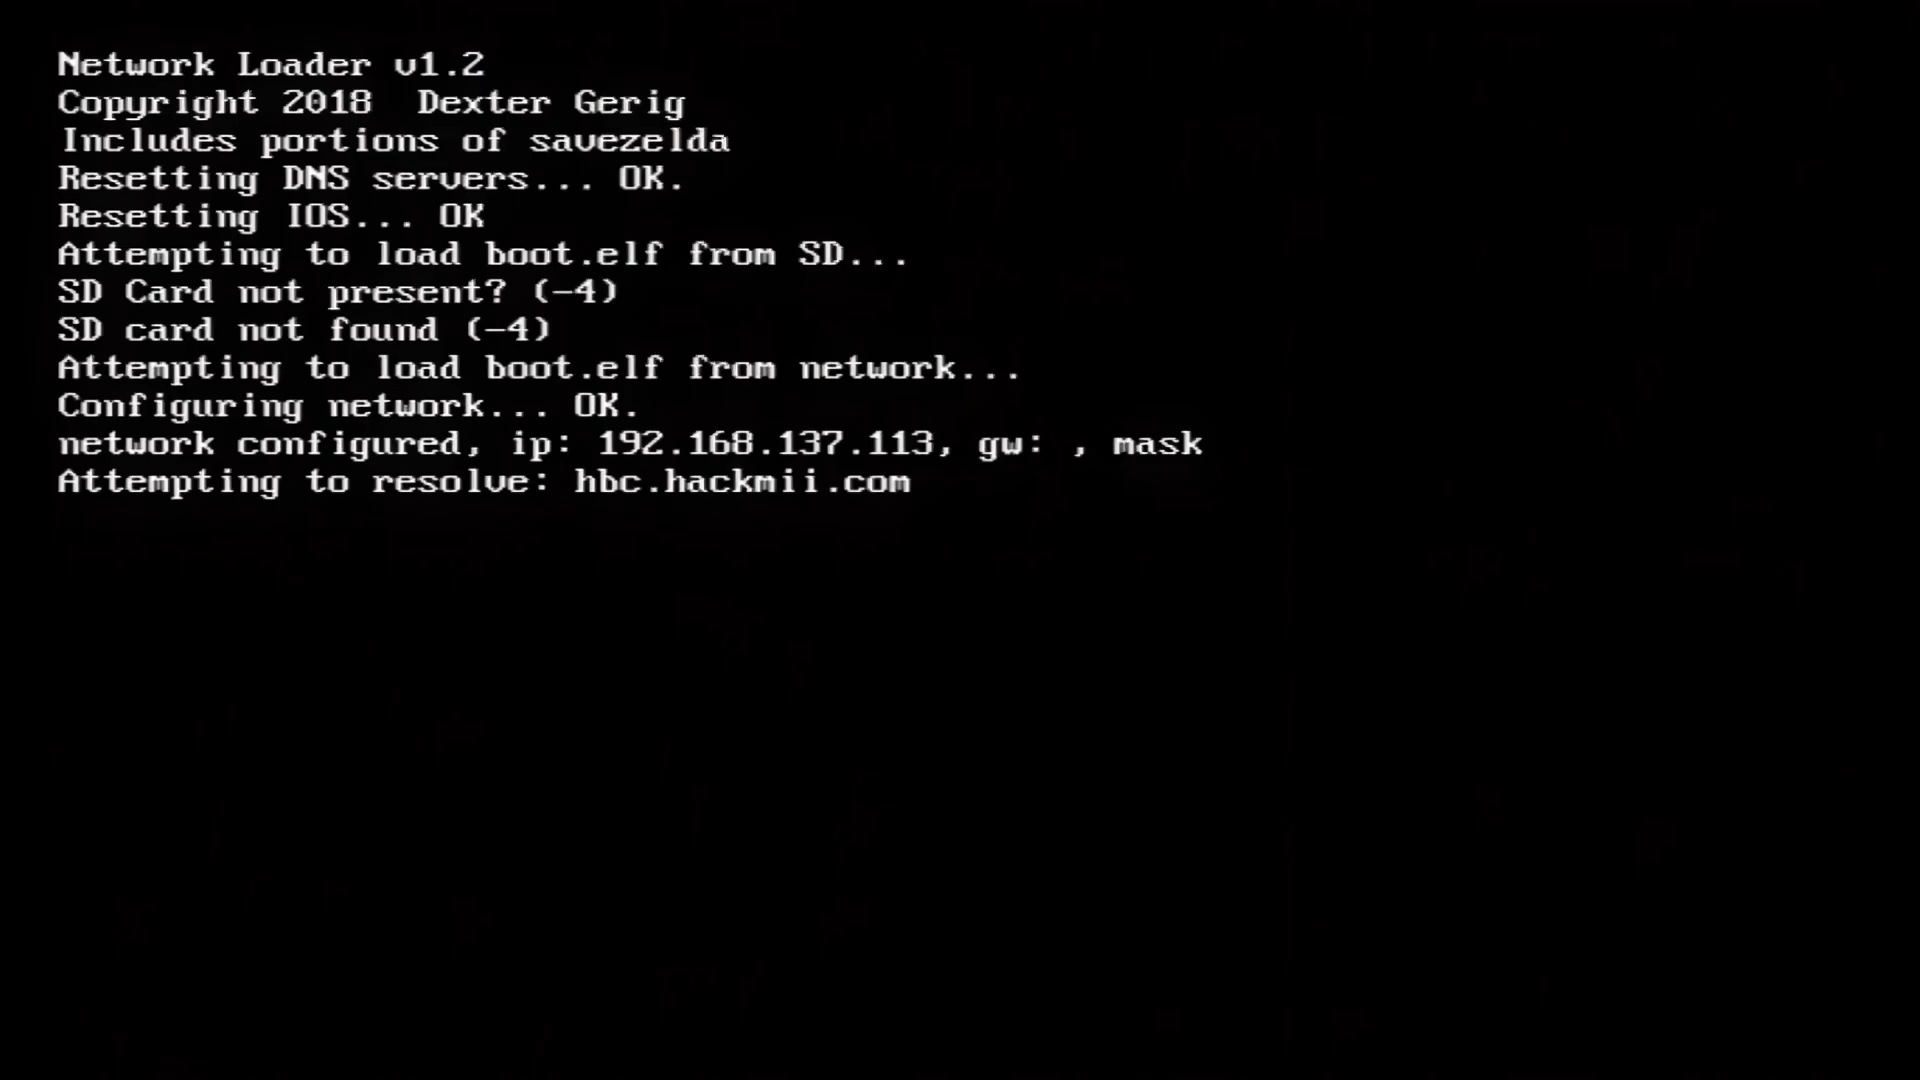 Network Loader v1.2
Copyright 2018  Dexter Gerig
Includes portions of savezelda
Resetting DNS servers... OK.
Resetting IOS... OK
Attempting to load boot.elf from SD...
SD Card not present? (-4)
SD card not found (-4)
Attempting to load boot.elf from network...
Configuring network... OK.
network configured, ip: 192.168.137.113, gw: , mask
Attempting to resolve: hbc.hackmii.com